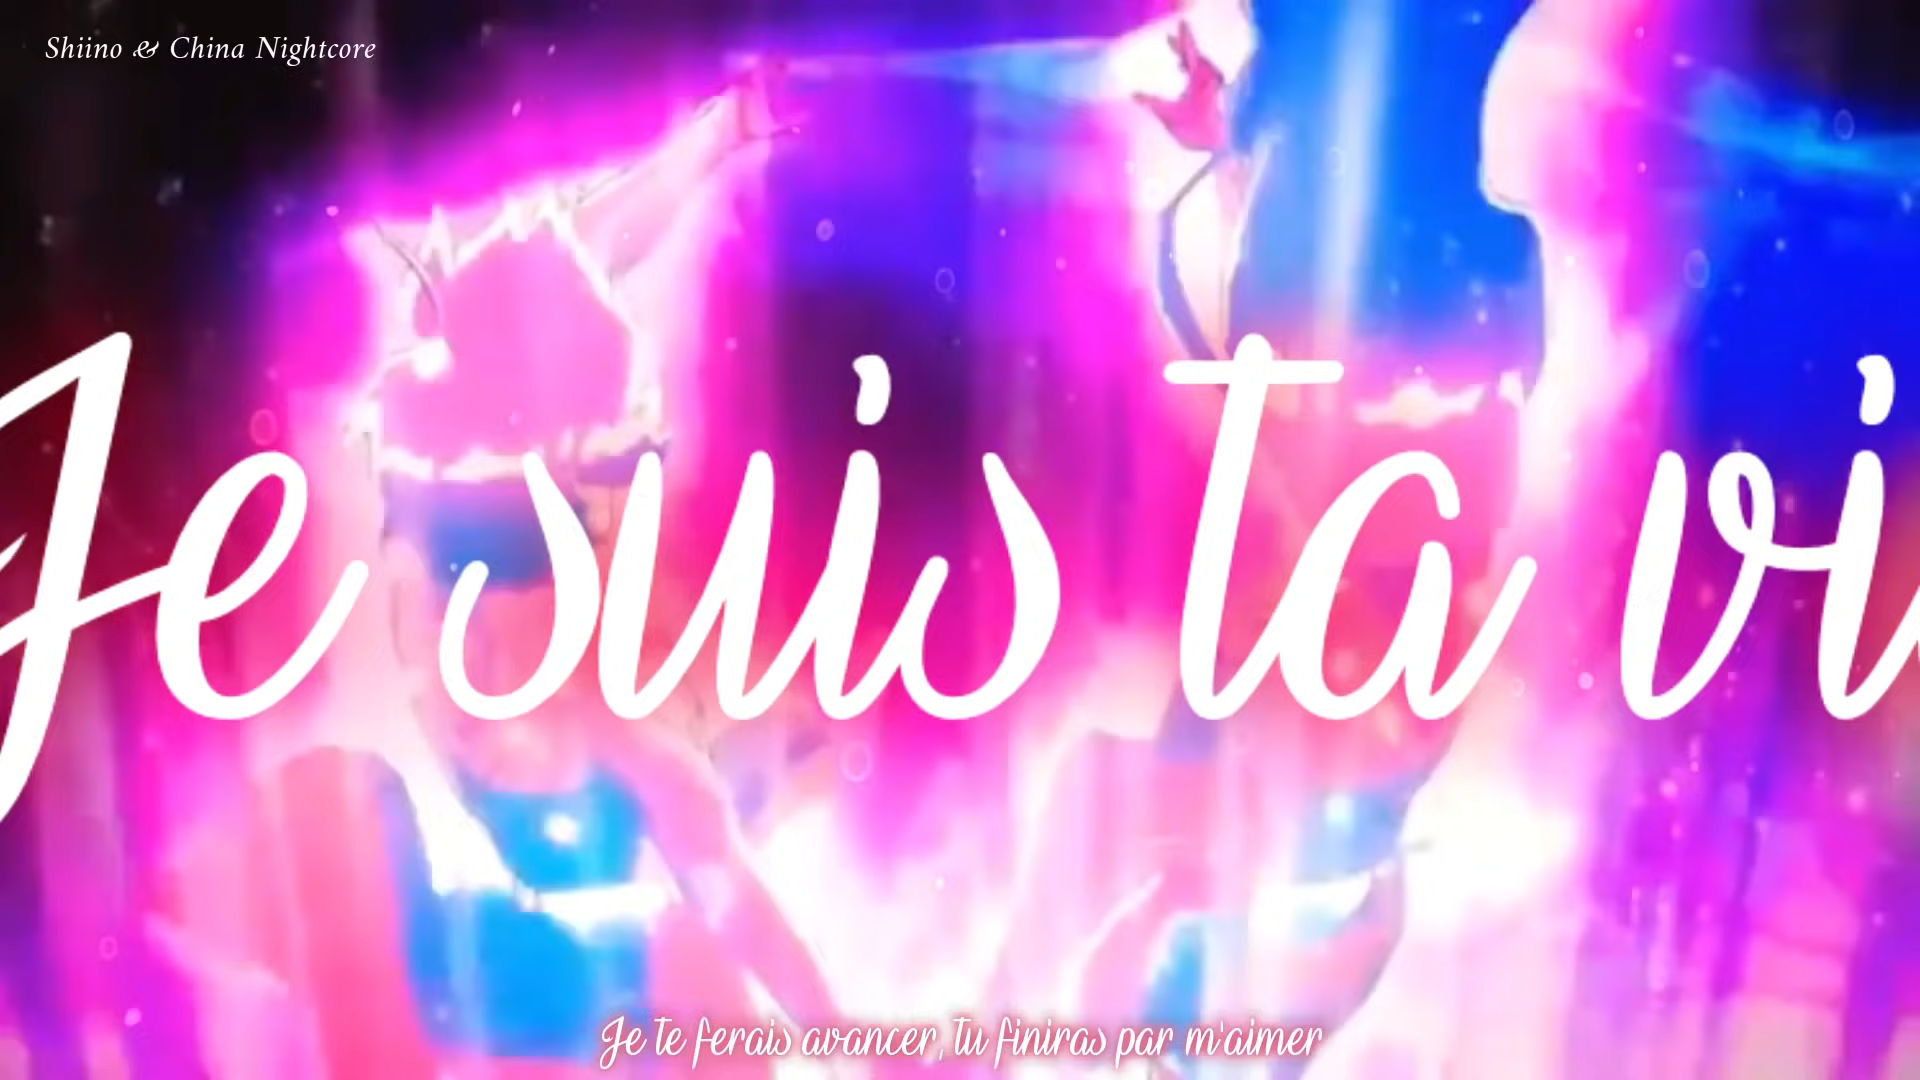 Shiino & China Nightcore
Je suis ta vi
Je te ferais avancer, tu finiras par m'aimer